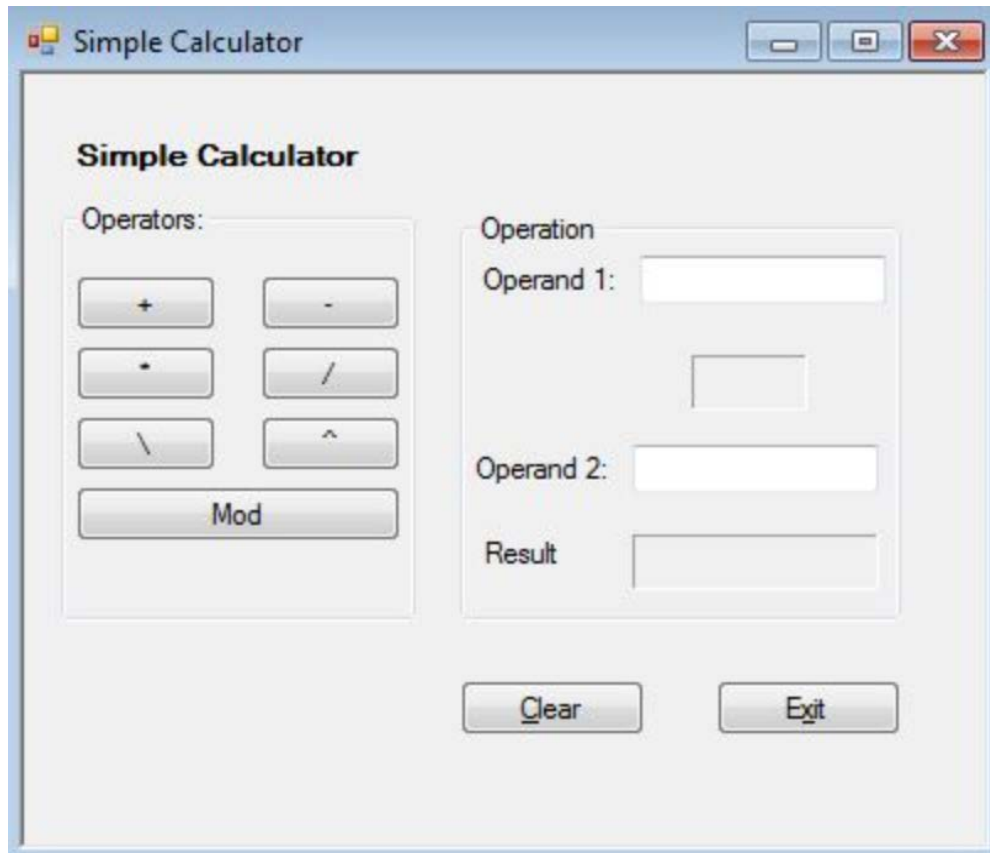 Simple Calculator
Simple Calculator
Operators:
+ -
* /
\ ^
Mod
Operation
Operand 1:
Operand 2:
Result
Clear Exit